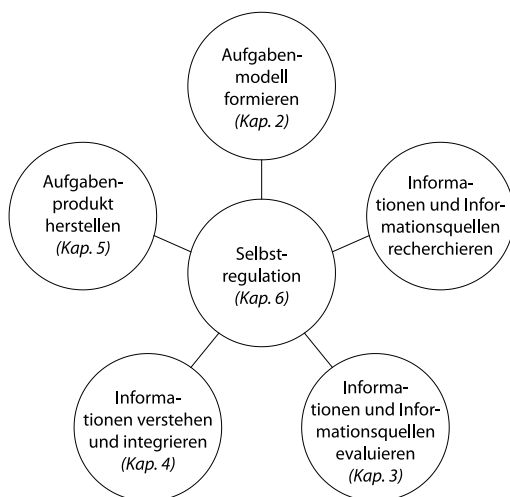 Aufgaben-
modell
formieren
(Kap. 2)
Aufgaben-
produkt
herstellen
(Kap. 5)
Informa-
tionen und Infor-
mationsquellen
recherchieren
Selbst-
regulation
(Kap. 6)
Informa-
tionen verstehen
und integrieren
(Kap. 4)
Informa-
tionen und Infor-
mationsquellen
evaluieren
(Kap. 3)